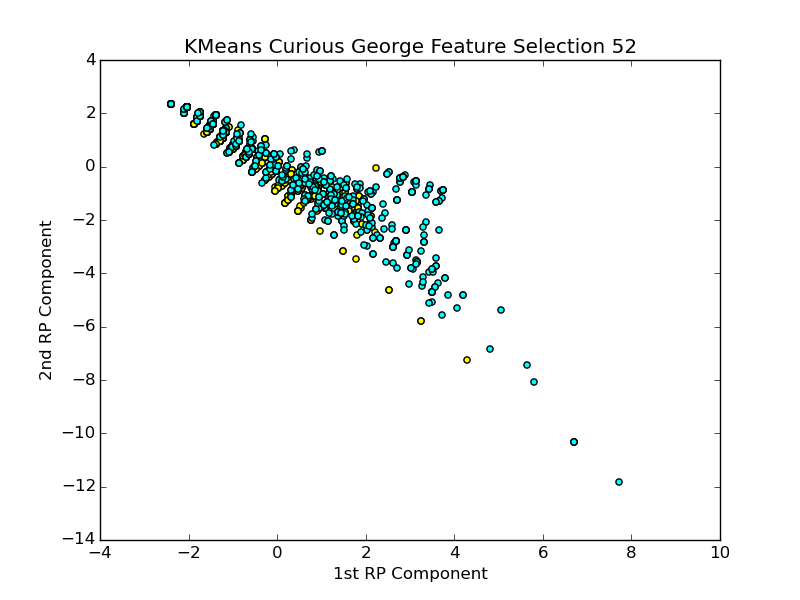 KMeans Curious George Feature Selection 52
4
2
0
−2
−4
−6
−8
−10
−12
−14
2nd RP Component
−4 −2 0 2 4 6 8 10
1st RP Component